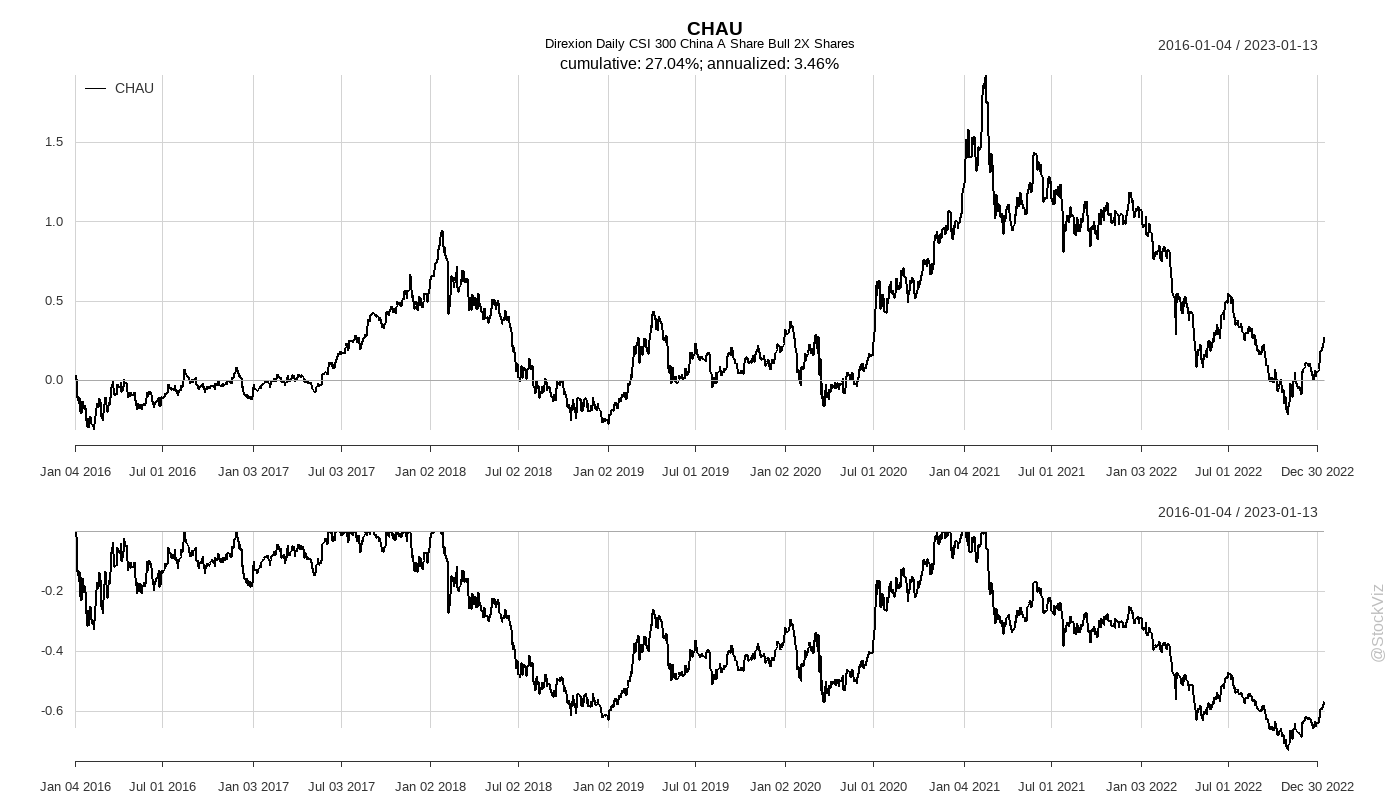 CHAU
Direxion Daily CSI 300 China A Share Bull 2X Shares
2016-01-04 / 2023-01-13
cumulative: 27.04%; annualized: 3.46%
CHAU
1.5
1.0
0.5
0.0
Jan 04 2016 Jul 01 2016 Jan 03 2017 Jul 03 2017 Jan 02 2018 Jul 02 2018 Jan 02 2019 Jul 01 2019 Jan 02 2020 Jul 01 2020 Jan 04 2021 Jul 01 2021 Jan 03 2022 Jul 01 2022 Dec 30 2022
2016-01-04 / 2023-01-13
-0.2
-0.4
-0.6
Jan 04 2016 Jul 01 2016 Jan 03 2017 Jul 03 2017 Jan 02 2018 Jul 02 2018 Jan 02 2019 Jul 01 2019 Jan 02 2020 Jul 01 2020 Jan 04 2021 Jul 01 2021 Jan 03 2022 Jul 01 2022 Dec 30 2022
@StockViz